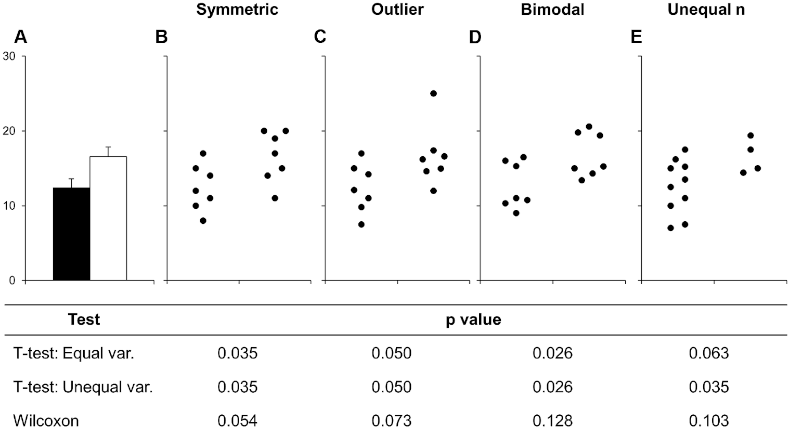 Symmetric Outlier Bimodal Unequal n
A B C D E
30
20
10
0
Test p value
T-test: Equal var. 0.035 0.050 0.026 0.063
T-test: Unequal var. 0.035 0.050 0.026 0.035
Wilcoxon 0.054 0.073 0.128 0.103